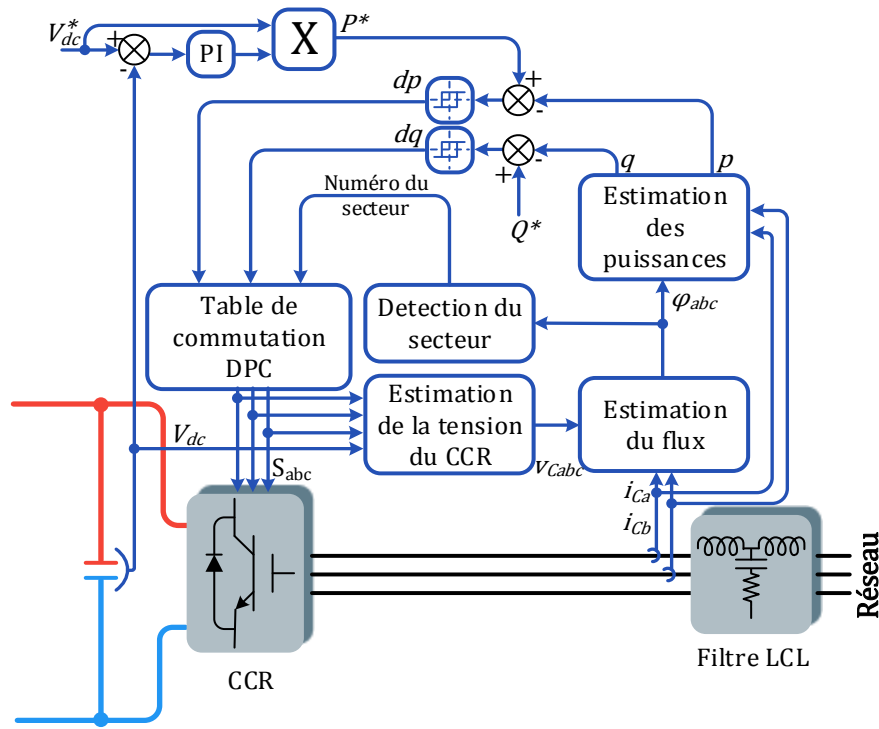 V*dc
+
-
PI
X
P*
dp
+
-
dq
+
-
q
p
Q*
Numéro du
secteur
Estimation
des
puissances
φabc
Table de
commutation
DPC
Detection du
secteur
Estimation
de la tension
du CCR
Estimation
du flux
Vdc
Sabc
vCabc
iCa
iCb
CCR
Filtre LCL
Réseau